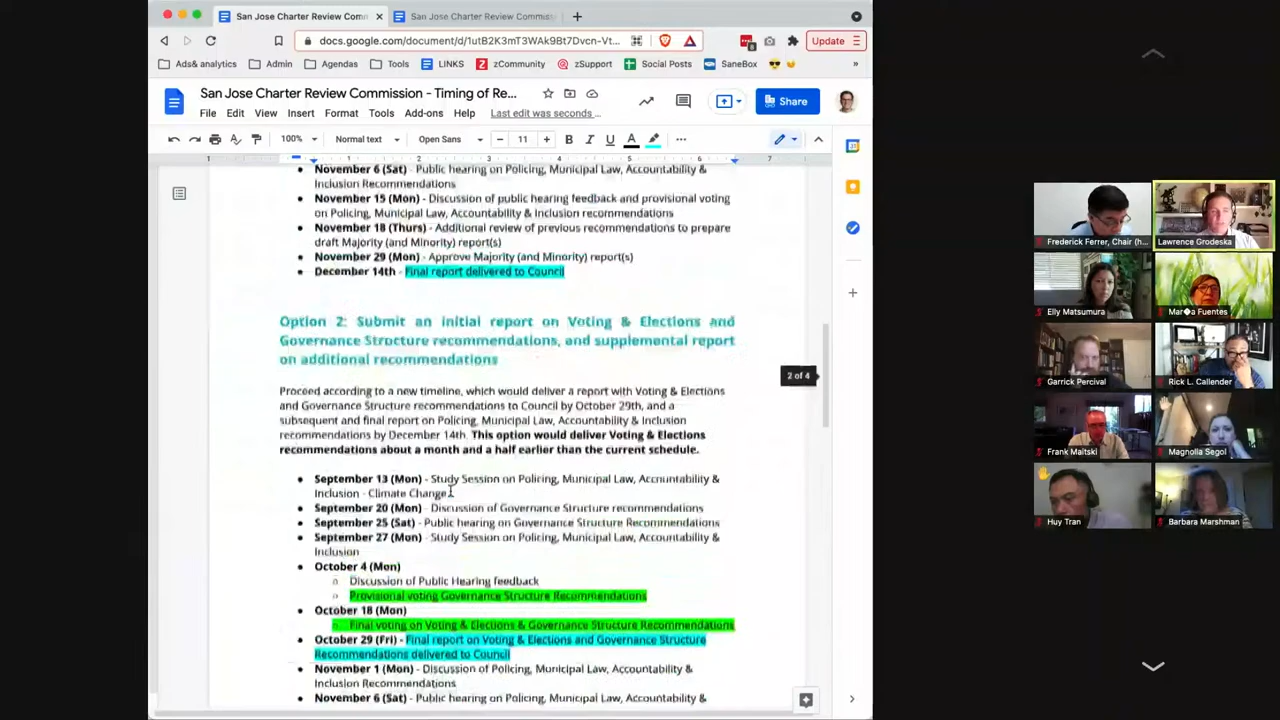 San Jose Charter Review Com
San Jose Charter Review Commiss
docs.google.com/document/d/1utB2K3mT3WAk9Bt7Dvcn-Vt...
Update
Ads& analytics
Admin
Agendas
Tools
LINKS
zCommunity
zSupport
Social Posts
SaneBox
»
San Jose Charter Review Commission - Timing of Re...
File Edit View Insert Format Tools Add-ons Help Last edit was seconds ...
Share
100% Normal text Open Sans 11 B I U A
1 1 2 3 4 5 6 7
November 6 (Sat) - Public hearing on Policing, Municipal Law, Accountability &
Inclusion Recommendations
November 15 (Mon) - Discussion of public hearing feedback and provisional voting
on Policing, Municipal Law, Accountability & Inclusion recommendations
November 18 (Thurs) - Additional review of previous recommendations to prepare
draft Majority (and Minority) report(s)
November 29 (Mon) - Approve Majority (and Minority) report(s)
December 14th - Final report delivered to Council
Option 2: Submit an initial report on Voting & Elections and
Governance Structure recommendations, and supplemental report
on additional recommendations
2 of 4
Proceed according to a new timeline, which would deliver a report with Voting & Elections
and Governance Structure recommendations to Council by October 29th, and a
subsequent and final report on Policing, Municipal Law, Accountability & Inclusion
recommendations by December 14th. This option would deliver Voting & Elections
recommendations about a month and a half earlier than the current schedule.
September 13 (Mon) - Study Session on Policing, Municipal Law, Accountability &
Inclusion - Climate Change
September 20 (Mon) - Discussion of Governance Structure recommendations
September 25 (Sat) - Public hearing on Governance Structure Recommendations
September 27 (Mon) - Study Session on Policing, Municipal Law, Accountability &
Inclusion
October 4 (Mon)
Discussion of Public Hearing feedback
Provisional voting Governance Structure Recommendations
October 18 (Mon)
Final voting on Voting & Elections & Governance Structure Recommendations
October 29 (Fri) - Final report on Voting & Elections and Governance Structure
Recommendations delivered to Council
November 1 (Mon) - Discussion of Policing, Municipal Law, Accountability &
Inclusion Recommendations
November 6 (Sat) - Public hearing on Policing, Municipal Law, Accountability &
Frederick Ferrer, Chair (h...
Lawrence Grodeska
Elly Matsumura
Mar�a Fuentes
Garrick Percival
Rick L. Callender
Frank Maitski
Magnolia Segol
Huy Tran
Barbara Marshman